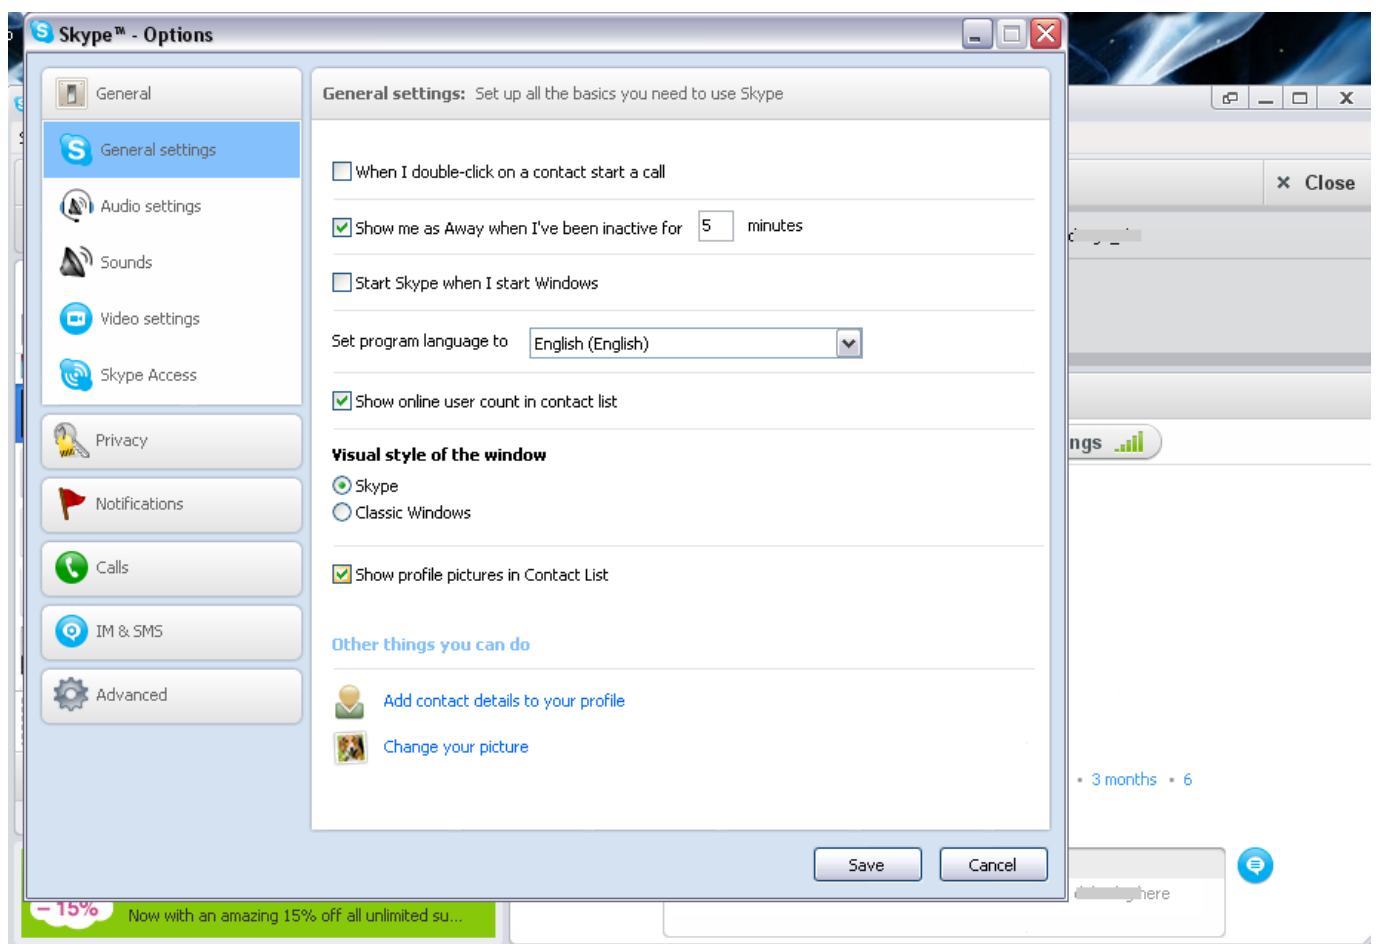 Skype™ - Options
General
General settings
Audio settings
Sounds
Video settings
Skype Access
Privacy
Notifications
Calls
IM & SMS
Advanced
General settings: Set up all the basics you need to use Skype
When I double-click on a contact start a call
Show me as Away when I've been inactive for 5 minutes
Start Skype when I start Windows
Set program language to English (English)
Show online user count in contact list
Visual style of the window
Skype
Classic Windows
Show profile pictures in Contact List
Other things you can do
Add contact details to your profile
Change your picture
Save Cancel
× Close
ngs
• 3 months • 6
here
- 15%
Now with an amazing 15% off all unlimited su...